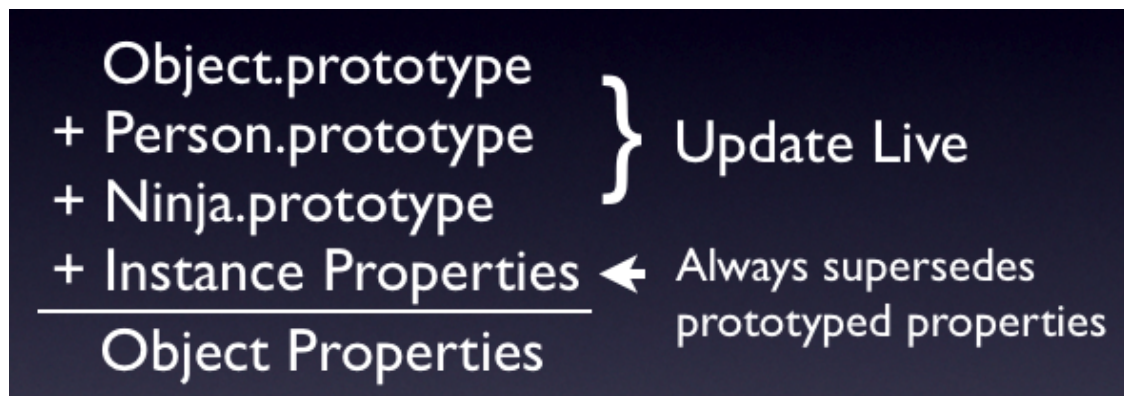 Object.prototype
+ Person.prototype
+ Ninja.prototype
} Update Live
+ Instance Properties
Always supersedes
prototyped properties
Object Properties